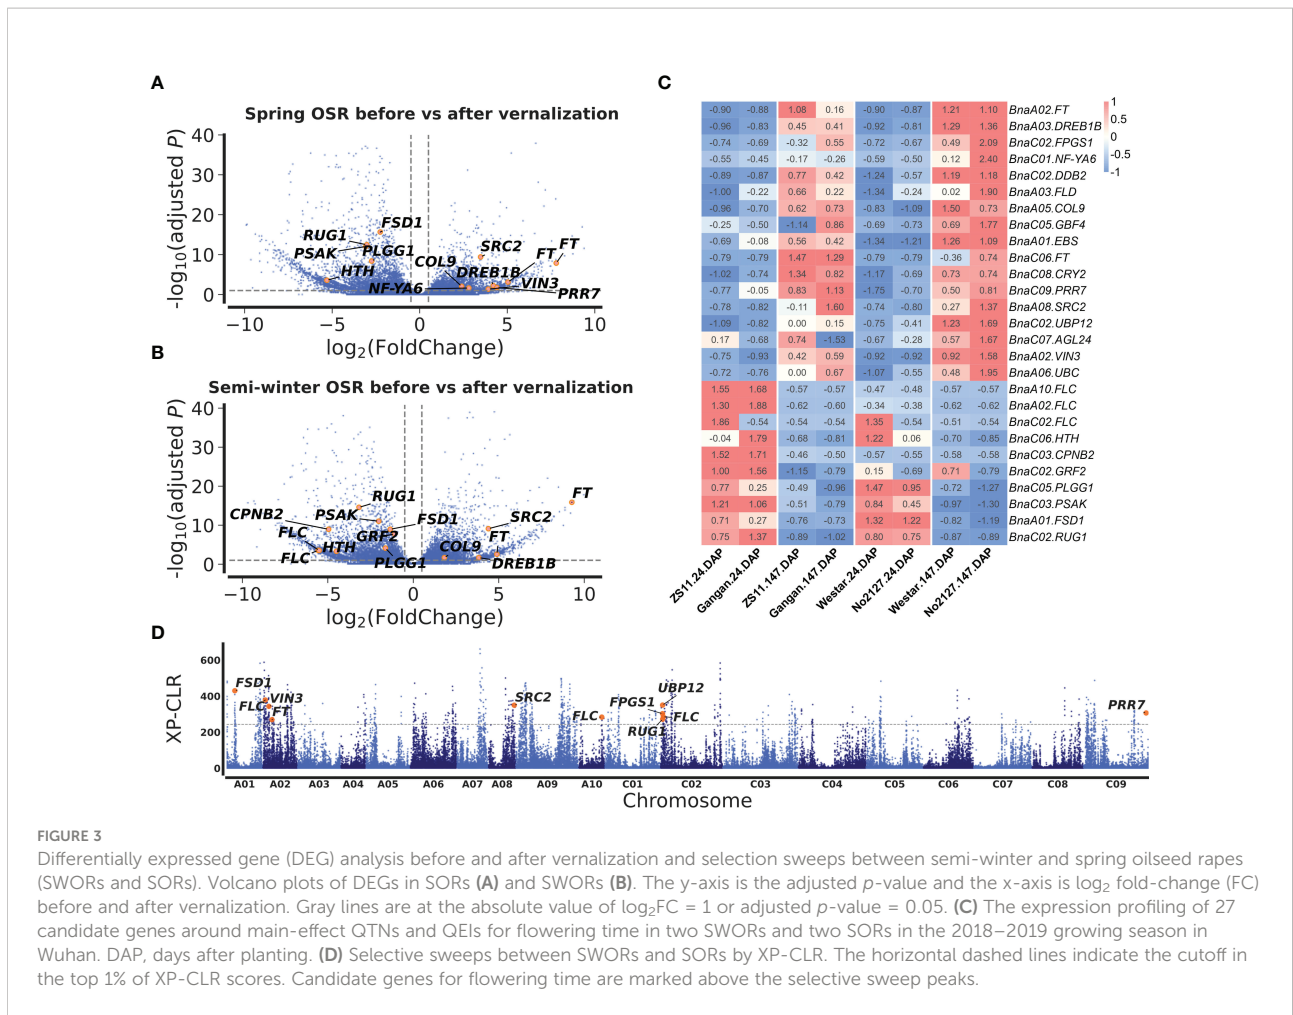 A
Spring OSR before vs after vernalization
-log10(adjusted P)
40
30
20
10
0
FSD1
RUG1
PSAK
PLGG1
HTH
SRC2
FT
FT
COL9
DREB1B
VIN3
NF-YA6
PRR7
−10 −5 0 5 10
log2(FoldChange)
B
Semi-winter OSR before vs after vernalization
-log10(adjusted P)
40
30
20
10
0
RUG1
FT
CPNB2
PSAK
FSD1
SRC2
FLC
GRF2
FT
HTH
COL9
FLC
PLGG1
DREB1B
−10 −5 0 5 10
log2(FoldChange)
C
-0.90 -0.88 1.08 0.16 -0.90 -0.87 1.21 1.10 BnaA02.FT
-0.96 -0.83 0.45 0.41 -0.92 -0.81 1.29 1.36 BnaA03.DREB1B
-0.74 -0.69 -0.32 0.55 -0.72 -0.67 0.49 2.09 BnaC02.FPGS1
-0.55 -0.45 -0.17 -0.26 -0.59 -0.50 0.12 2.40 BnaC01.NF-YA6
-0.89 -0.87 0.77 0.42 -1.24 -0.57 1.19 1.18 BnaC02.DDB2
-1.00 -0.22 0.66 0.22 -1.34 -0.24 0.02 1.90 BnaA03.FLD
-0.96 -0.70 0.62 0.73 -0.83 -1.09 1.50 0.73 BnaA05.COL9
-0.25 -0.50 -1.14 0.86 -0.69 -0.73 0.69 1.77 BnaC05.GBF4
-0.69 -0.08 0.56 0.42 -1.34 -1.21 1.26 1.09 BnaA01.EBS
-0.79 -0.79 1.47 1.29 -0.79 -0.79 -0.36 0.74 BnaC06.FT
-1.02 -0.74 1.34 0.82 -1.17 -0.69 0.73 0.74 BnaC08.CRY2
-0.77 -0.05 0.83 1.13 -1.75 -0.70 0.50 0.81 BnaC09.PRR7
-0.78 -0.82 -0.11 1.60 -0.74 -0.80 0.27 1.37 BnaA08.SRC2
-1.09 -0.82 0.00 0.15 -0.75 -0.41 1.23 1.69 BnaC02.UBP12
0.17 -0.68 0.74 -1.53 -0.67 -0.28 0.57 1.67 BnaC07.AGL24
-0.75 -0.93 0.42 0.59 -0.92 -0.92 0.92 1.58 BnaA02.VIN3
-0.72 -0.76 0.00 0.67 -1.07 -0.55 0.48 1.95 BnaA06.UBC
1.55 1.68 -0.57 -0.57 -0.47 -0.48 -0.57 -0.57 BnaA10.FLC
1.30 1.88 -0.62 -0.60 -0.34 -0.38 -0.62 -0.62 BnaA02.FLC
1.86 -0.54 -0.54 -0.54 1.35 -0.54 -0.51 -0.54 BnaC02.FLC
-0.04 1.79 -0.68 -0.81 1.22 0.06 -0.70 -0.85 BnaC06.HTH
1.52 1.71 -0.46 -0.50 -0.57 -0.55 -0.58 -0.58 BnaC03.CPNB2
1.00 1.56 -1.15 -0.79 0.15 -0.69 0.71 -0.79 BnaC02.GRF2
0.77 0.25 -0.49 -0.96 1.47 0.95 -0.72 -1.27 BnaC05.PLGG1
1.21 1.06 -0.51 -0.79 0.84 0.45 -0.97 -1.30 BnaC03.PSAK
0.71 0.27 -0.76 -0.73 1.32 1.22 -0.82 -1.19 BnaA01.FSD1
0.75 1.37 -0.89 -1.02 0.80 0.75 -0.87 -0.89 BnaC02.RUG1
ZS11.24.DAP Gangan.24.DAP ZS11.147.DAP Gangan.147.DAP Westar.24.DAP No2127.24.DAP Westar.147.DAP No2127.147.DAP
1
0.5
0
-0.5
-1
D
XP-CLR
600
400
200
0
FSD1
VIN3
FLC
FT
SRC2
FLC
UBP12
FPGS1
FLC
RUG1
PRR7
A01 A02 A03 A04 A05 A06 A07 A08 A09 A10 C01 C02 C03 C04 C05 C06 C07 C08 C09
Chromosome
FIGURE 3
Differentially expressed gene (DEG) analysis before and after vernalization and selection sweeps between semi-winter and spring oilseed rapes
(SWORs and SORs). Volcano plots of DEGs in SORs (A) and SWORs (B). The y-axis is the adjusted p-value and the x-axis is log2 fold-change (FC)
before and after vernalization. Gray lines are at the absolute value of log2FC = 1 or adjusted p-value = 0.05. (C) The expression profiling of 27
candidate genes around main-effect QTNs and QEIs for flowering time in two SWORs and two SORs in the 2018–2019 growing season in
Wuhan. DAP, days after planting. (D) Selective sweeps between SWORs and SORs by XP-CLR. The horizontal dashed lines indicate the cutoff in
the top 1% of XP-CLR scores. Candidate genes for flowering time are marked above the selective sweep peaks.